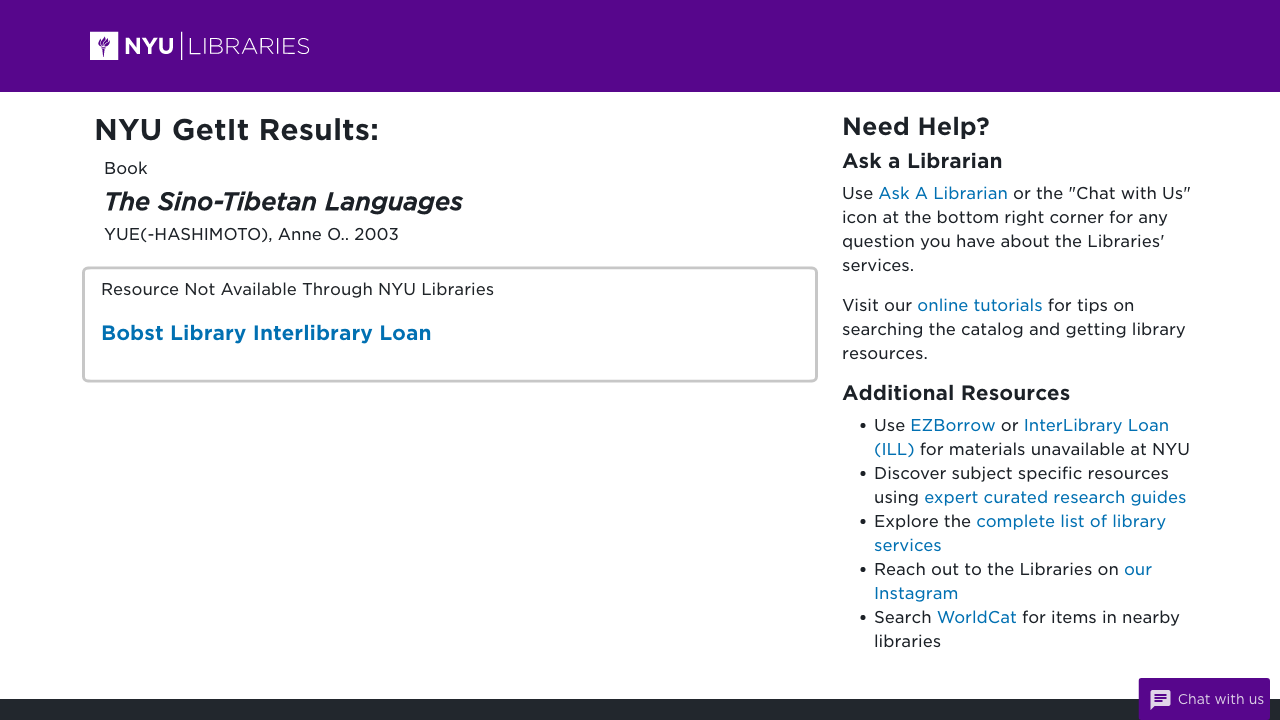 NYU LIBRARIES
NYU GetIt Results:
Book
The Sino-Tibetan Languages
YUE(-HASHIMOTO), Anne O.. 2003
Resource Not Available Through NYU Libraries
Bobst Library Interlibrary Loan
Need Help?
Ask a Librarian
Use Ask A Librarian or the "Chat with Us"
icon at the bottom right corner for any
question you have about the Libraries'
services.
Visit our online tutorials for tips on
searching the catalog and getting library
resources.
Additional Resources
• Use EZBorrow or InterLibrary Loan
(ILL) for materials unavailable at NYU
• Discover subject specific resources
using expert curated research guides
• Explore the complete list of library
services
• Reach out to the Libraries on our
Instagram
• Search WorldCat for items in nearby
libraries
Chat with us